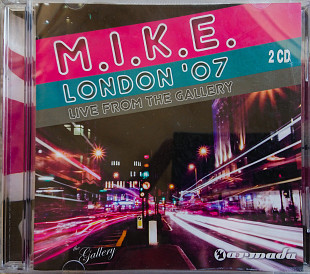 M.I.K.E.
LONDON '07
2 CD
LIVE FROM THE GALLERY
the Gallery
armada